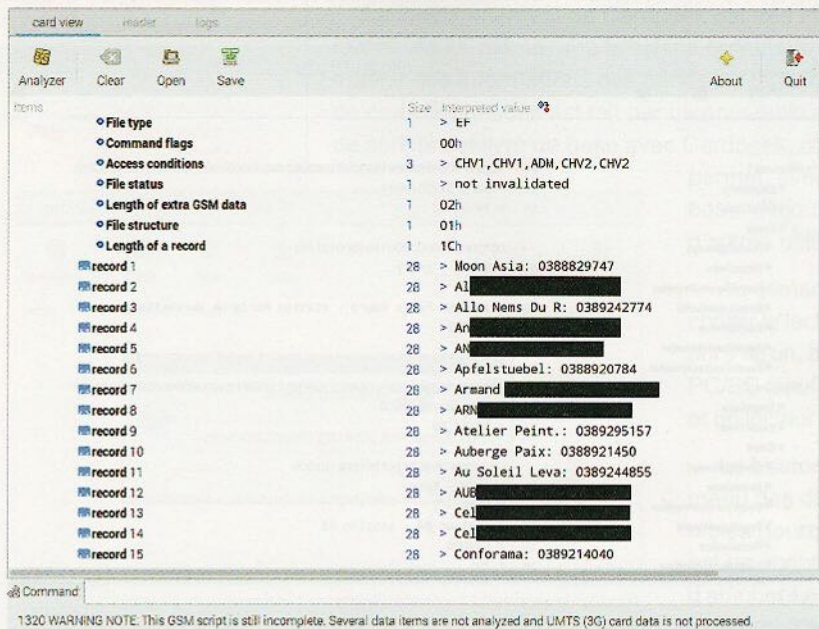 card view reader logs
Analyzer Clear Open Save About Quit
Items Size Interpreted value
File type 1 > EF
Command flags 1 00h
Access conditions 3 > CHV1,CHV1,ADM,CHV2,CHV2
File status 1 > not invalidated
Length of extra GSM data 1 02h
File structure 1 01h
Length of a record 1 1Ch
record 1 28 > Moon Asia: 0388829747
record 2 28 > Al
record 3 28 > Allo Nems Du R: 0389242774
record 4 28 > An
record 5 28 > AN
record 6 28 > Apfelstuebel: 0388920784
record 7 28 > Armand
record 8 28 > ARN
record 9 28 > Atelier Peint.: 0389295157
record 10 28 > Auberge Paix: 0388921450
record 11 28 > Au Soleil Leva: 0389244855
record 12 28 > AUB
record 13 28 > Cel
record 14 28 > Cel
record 15 28 > Conforama: 0389214040
Command
1320 WARNING NOTE: This GSM script is still incomplete. Several data items are not analyzed and UMTS (3G) card data is not processed.